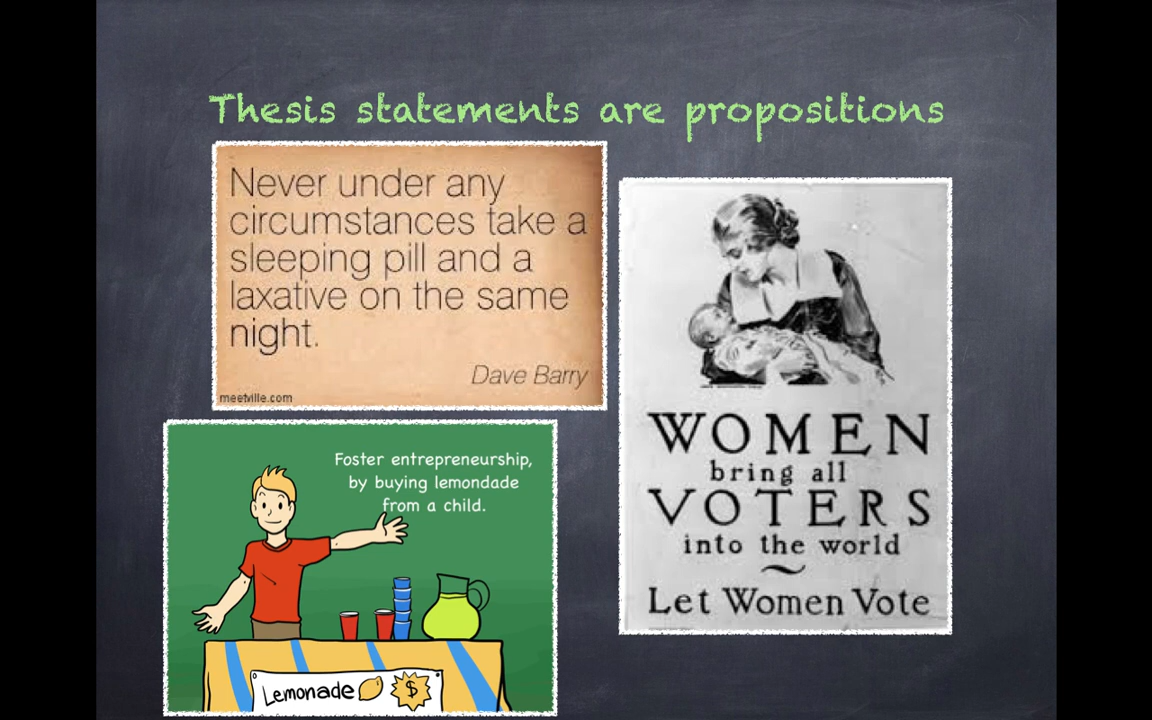 Thesis statements are propositions
Never under any
circumstances take a
sleeping pill and a
laxative on the same
night.
Dave Barry
meetville.com
Foster entrepreneurship,
by buying lemondade
from a child.
Lemonade $
WOMEN
bring all
VOTERS
into the world
Let Women Vote